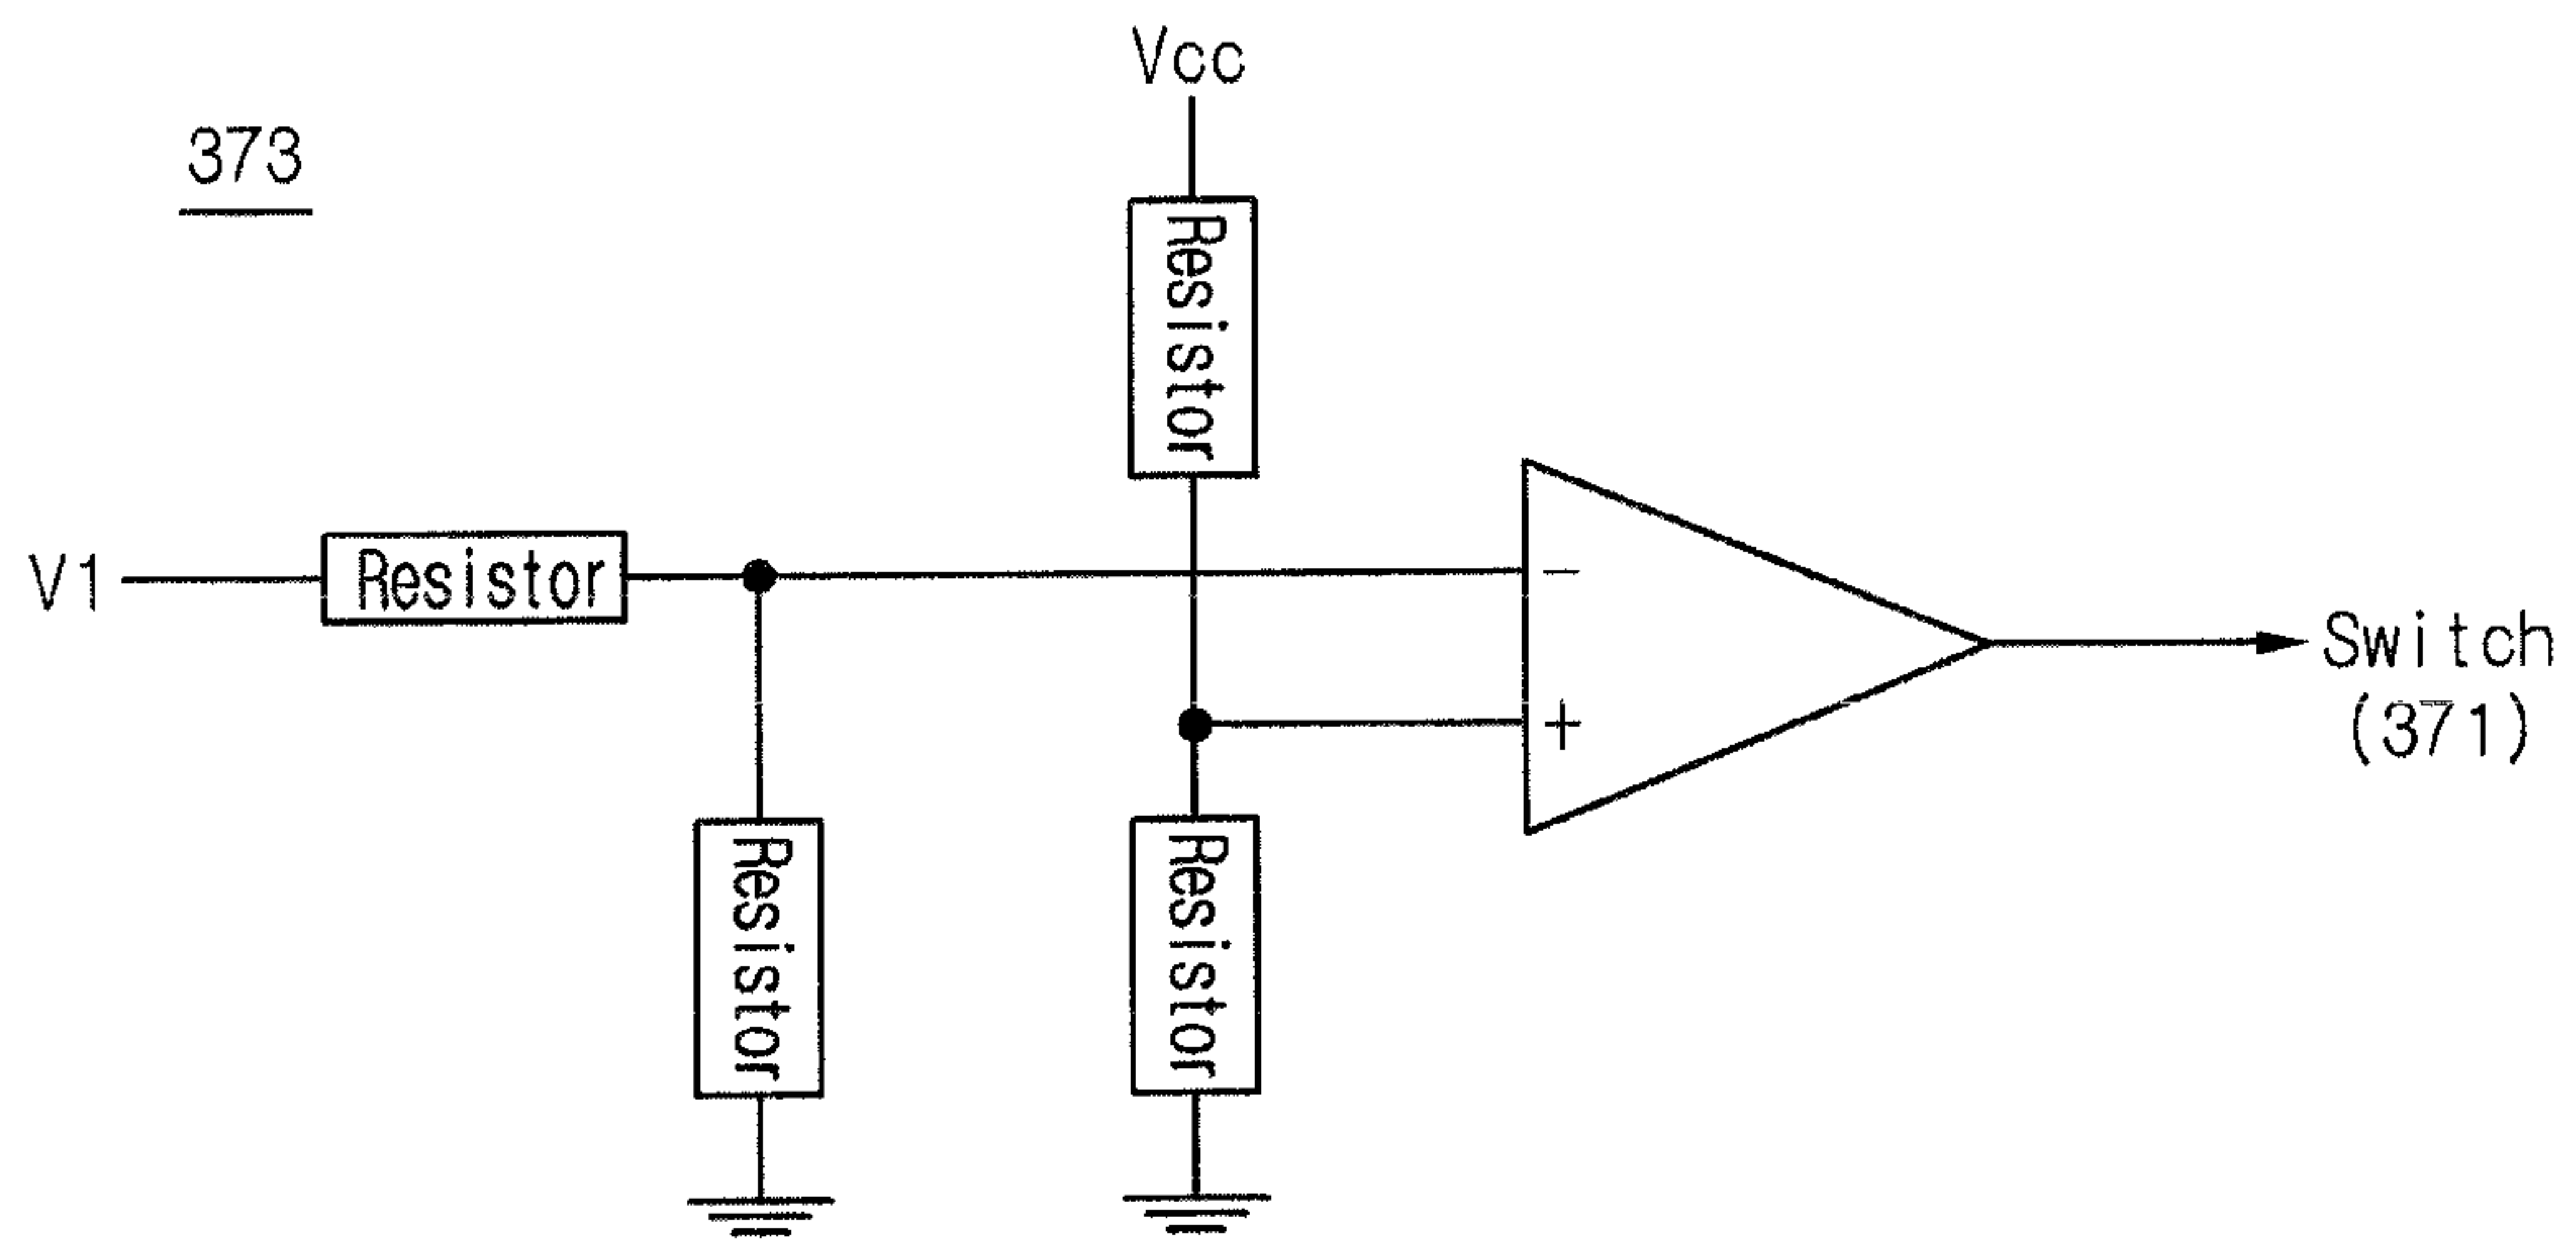 Vcc
373
Resistor
V1
Resistor
-
+
Switch
(371)
Resistor
Resistor